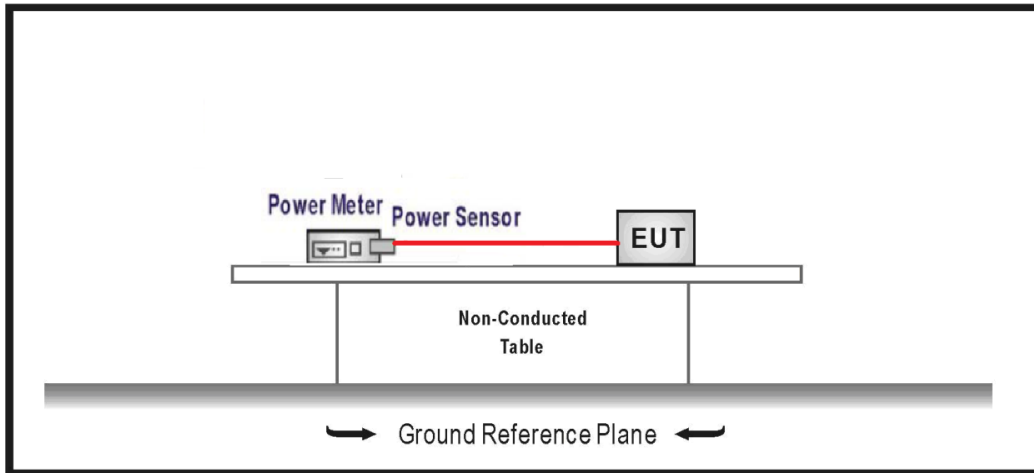 Power Meter
Power Sensor
EUT
Non-Conducted
Table
Ground Reference Plane